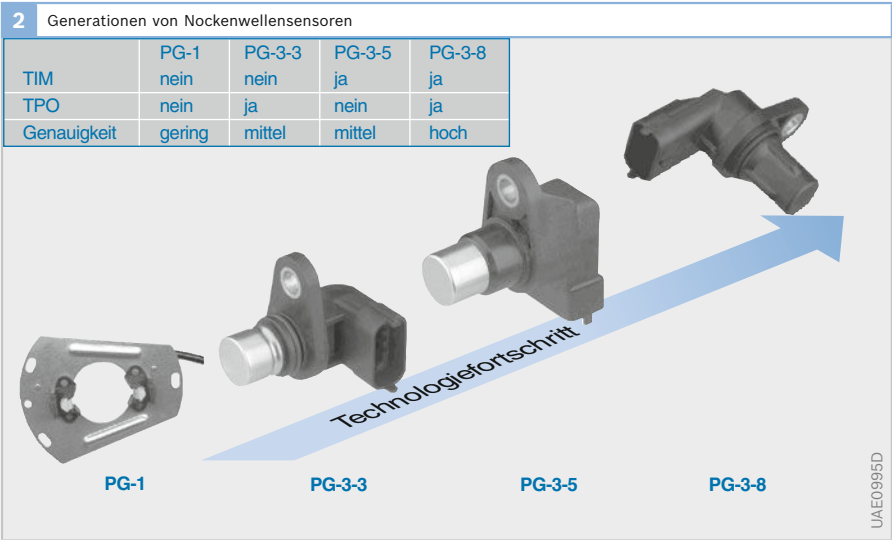 2 Generationen von Nockenwellensensoren
PG-1 PG-3-3 PG-3-5 PG-3-8
TIM nein nein ja ja
TPO nein ja nein ja
Genauigkeit gering mittel mittel hoch
Technologiefortschritt
PG-1 PG-3-3 PG-3-5 PG-3-8
UAE0995D